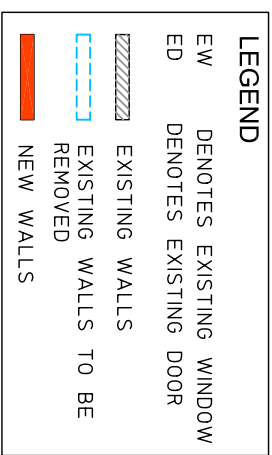 LEGEND
EW DENOTES EXISTING WINDOW
ED DENOTES EXISTING DOOR
EXISTING WALLS
EXISTING WALLS TO BE
REMOVED
NEW WALLS